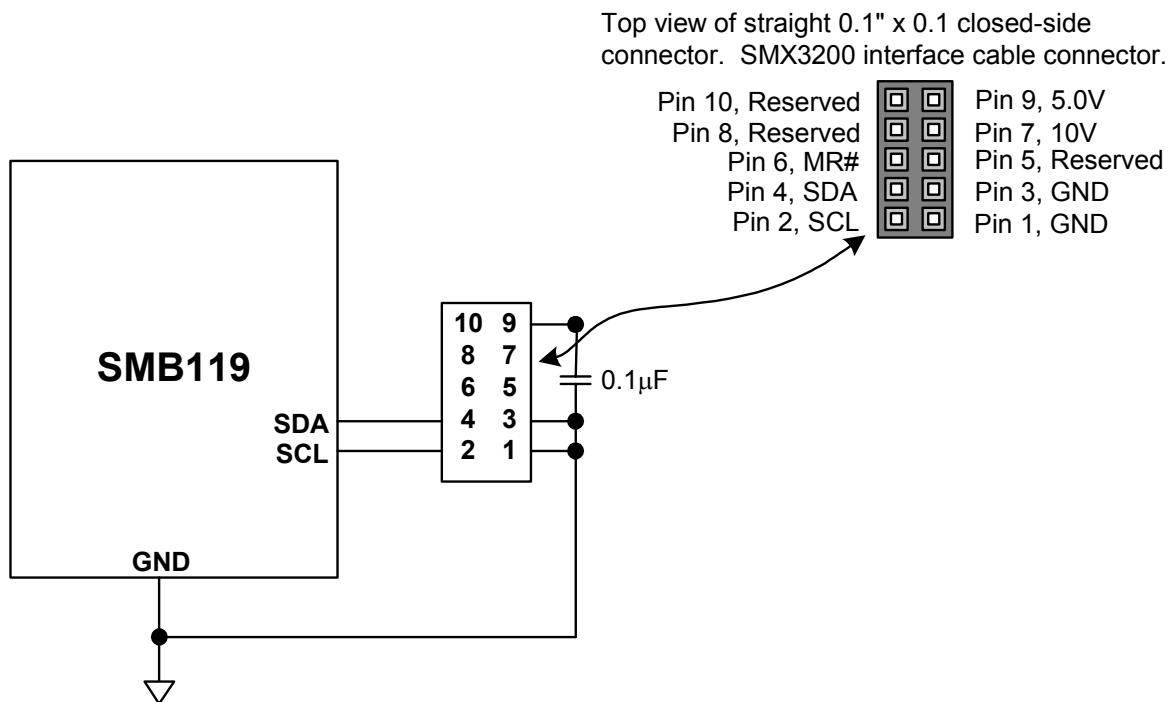 Top view of straight 0.1" x 0.1 closed-side
connector.  SMX3200 interface cable connector.
Pin 10, Reserved
Pin 9, 5.0V
Pin 8, Reserved
Pin 7, 10V
Pin 6, MR#
Pin 5, Reserved
Pin 4, SDA
Pin 3, GND
Pin 2, SCL
Pin 1, GND
SMB119
SDA
SCL
GND
10 9
8 7
6 5
4 3
2 1
0.1µF